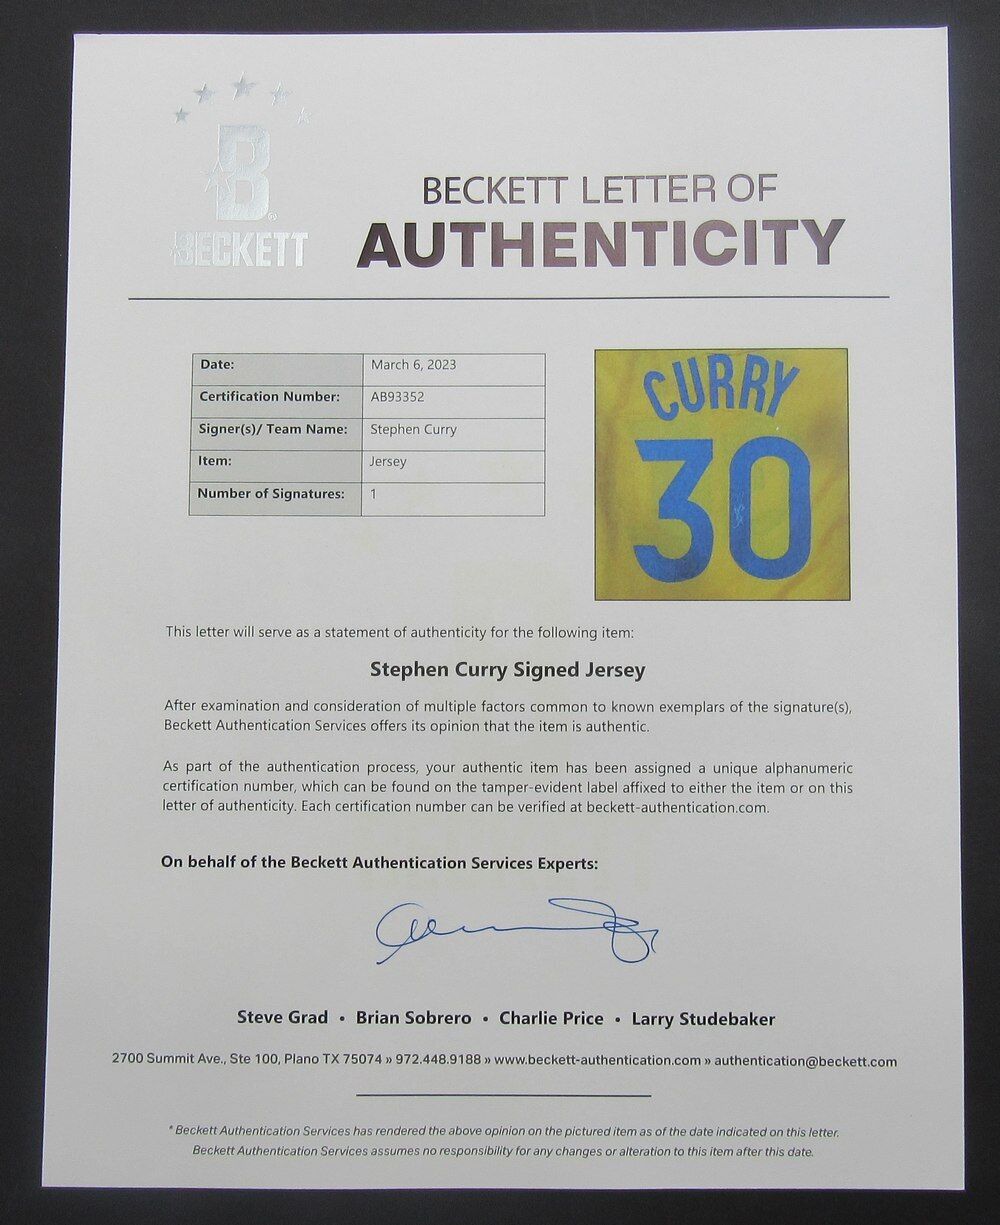 B®
BECKETT
BECKETT LETTER OF
AUTHENTICITY
Date: March 6, 2023
Certification Number: AB93352
Signer(s)/ Team Name: Stephen Curry
Item: Jersey
Number of Signatures: 1
CURRY
30
This letter will serve as a statement of authenticity for the following item:
Stephen Curry Signed Jersey
After examination and consideration of multiple factors common to known exemplars of the signature(s),
Beckett Authentication Services offers its opinion that the item is authentic.
As part of the authentication process, your authentic item has been assigned a unique alphanumeric
certification number, which can be found on the tamper-evident label affixed to either the item or on this
letter of authenticity. Each certification number can be verified at beckett-authentication.com.
On behalf of the Beckett Authentication Services Experts:
Steve Grad • Brian Sobrero • Charlie Price • Larry Studebaker
2700 Summit Ave., Ste 100, Plano TX 75074 » 972.448.9188 » www.beckett-authentication.com » authentication@beckett.com
* Beckett Authentication Services has rendered the above opinion on the pictured item as of the date indicated on this letter.
Beckett Authentication Services assumes no responsibility for any changes or alteration to this item after this date.